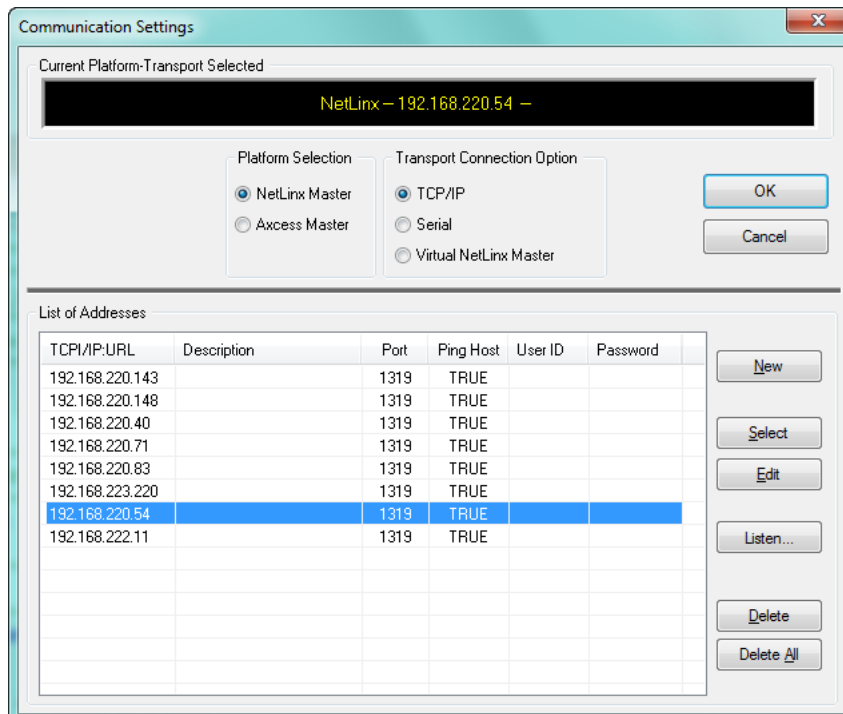 Communication Settings
Current Platform-Transport Selected
NetLinx – 192.168.220.54 –
Platform Selection
Transport Connection Option
NetLinx Master
TCP/IP
OK
Axcess Master
Serial
Cancel
Virtual NetLinx Master
List of Addresses
TCPI/IP:URL Description Port Ping Host User ID Password
New
192.168.220.143 1319 TRUE
192.168.220.148 1319 TRUE
192.168.220.40 1319 TRUE
Select
192.168.220.71 1319 TRUE
192.168.220.83 1319 TRUE
Edit
192.168.223.220 1319 TRUE
192.168.220.54 1319 TRUE
192.168.222.11 1319 TRUE
Listen...
Delete
Delete All